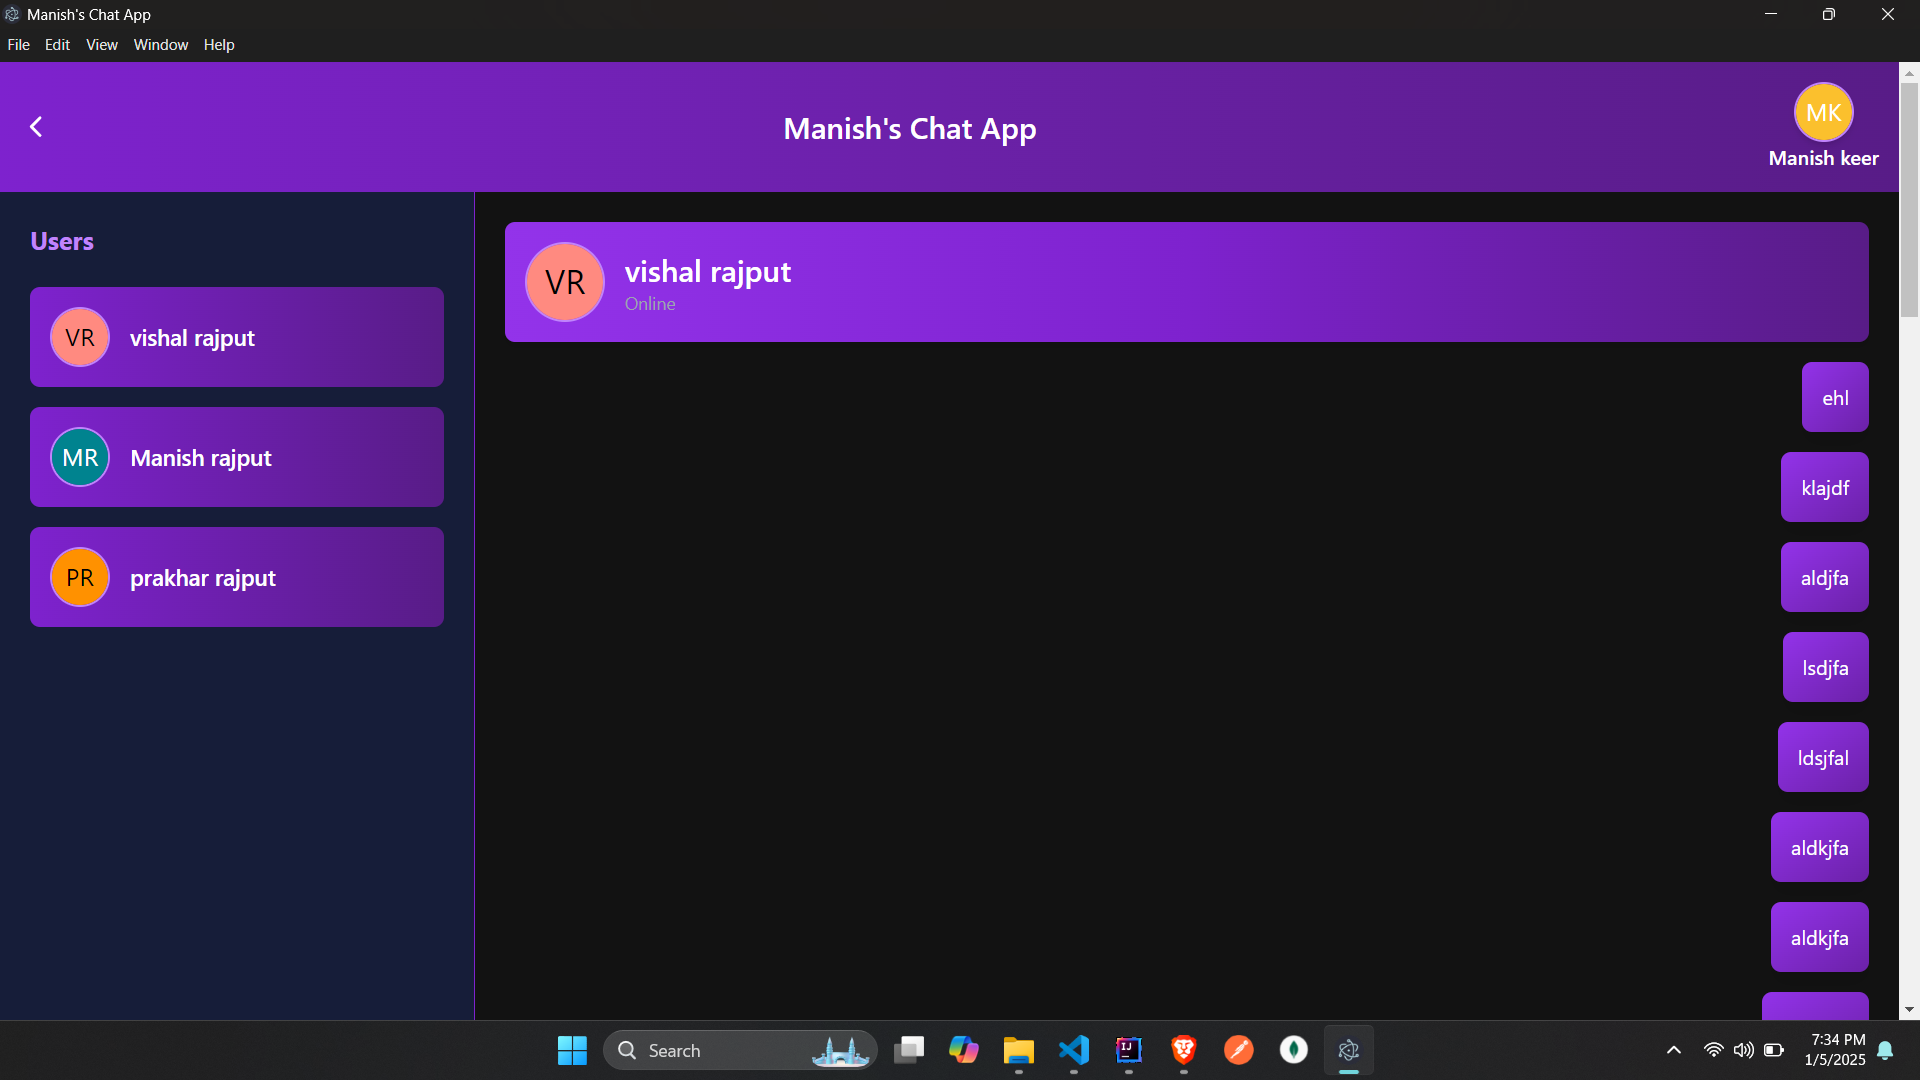 Manish's Chat App
File Edit View Window Help
Manish's Chat App
MK
Manish keer
Users
VR
vishal rajput
MR
Manish rajput
PR
prakhar rajput
VR
vishal rajput
Online
ehl
klajdf
aldjfa
lsdjfa
ldsjfal
aldkjfa
aldkjfa
Search
IJ
7:34 PM
1/5/2025